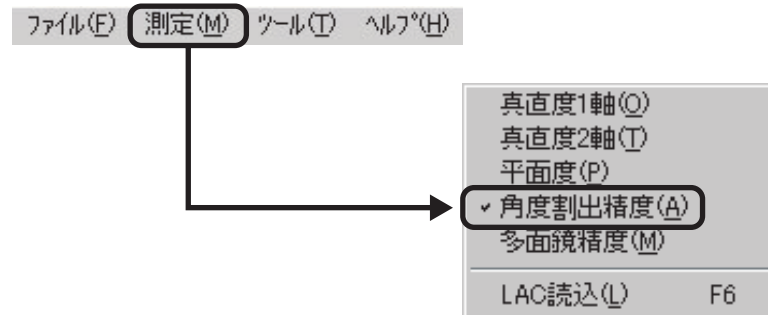 ﾌｧｲﾙ(F) 測定(M) ﾂｰﾙ(T) ﾍﾙﾌﾟ(H)
真直度1軸(O)
真直度2軸(T)
平面度(P)
✓ 角度割出精度(A)
多面鏡精度(M)
LAC読込(L) F6